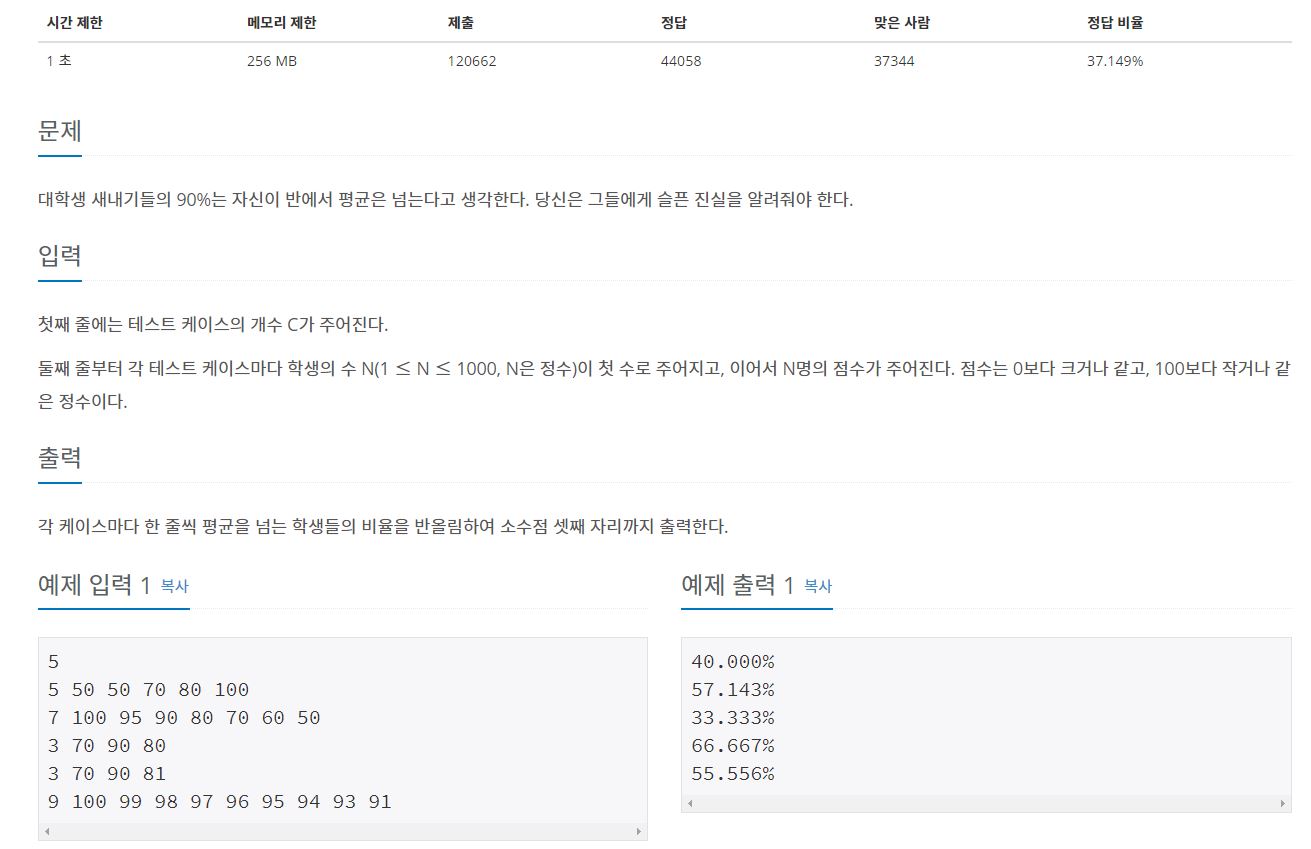 시간 제한 메모리 제한 제출 정답 맞은 사람 정답 비율
1 초 256 MB 120662 44058 37344 37.149%
문제
대학생 새내기들의 90%는 자신이 반에서 평균은 넘는다고 생각한다. 당신은 그들에게 슬픈 진실을 알려줘야 한다.
입력
첫째 줄에는 테스트 케이스의 개수 C가 주어진다.
둘째 줄부터 각 테스트 케이스마다 학생의 수 N(1 ≤ N ≤ 1000, N은 정수)이 첫 수로 주어지고, 이어서 N명의 점수가 주어진다. 점수는 0보다 크거나 같고, 100보다 작거나 같
은 정수이다.
출력
각 케이스마다 한 줄씩 평균을 넘는 학생들의 비율을 반올림하여 소수점 셋째 자리까지 출력한다.
예제 입력 1 복사
5
5 50 50 70 80 100
7 100 95 90 80 70 60 50
3 70 90 80
3 70 90 81
9 100 99 98 97 96 95 94 93 91
예제 출력 1 복사
40.000%
57.143%
33.333%
66.667%
55.556%